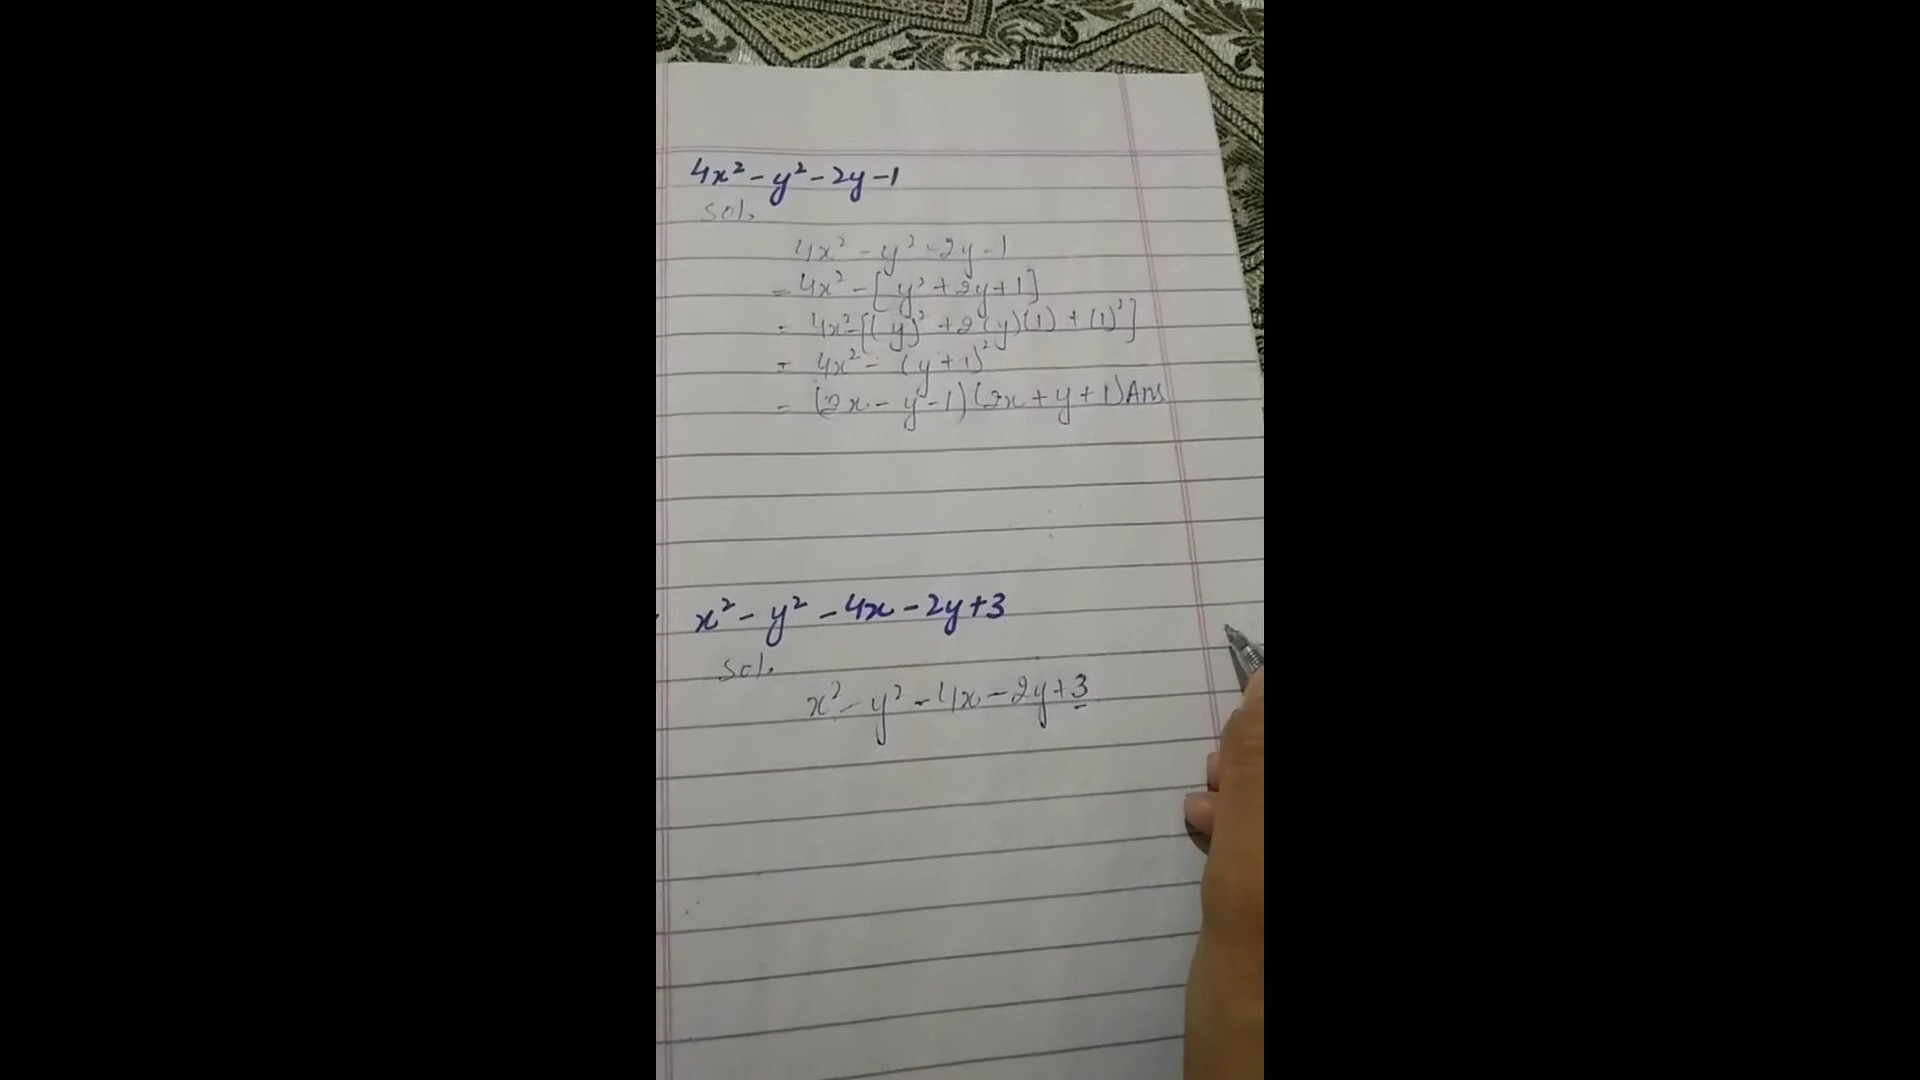 4x² - y² - 2y - 1
Sol.
4x² - y² - 2y - 1
= 4x² - [y² + 2y + 1]
= 4x² - [(y)² + 2(y)(1) + (1)²]
= 4x² - (y + 1)²
= (2x - y - 1)(2x + y + 1) Ans
x² - y² - 4x - 2y + 3
Sol.
x² - y² - 4x - 2y + 3